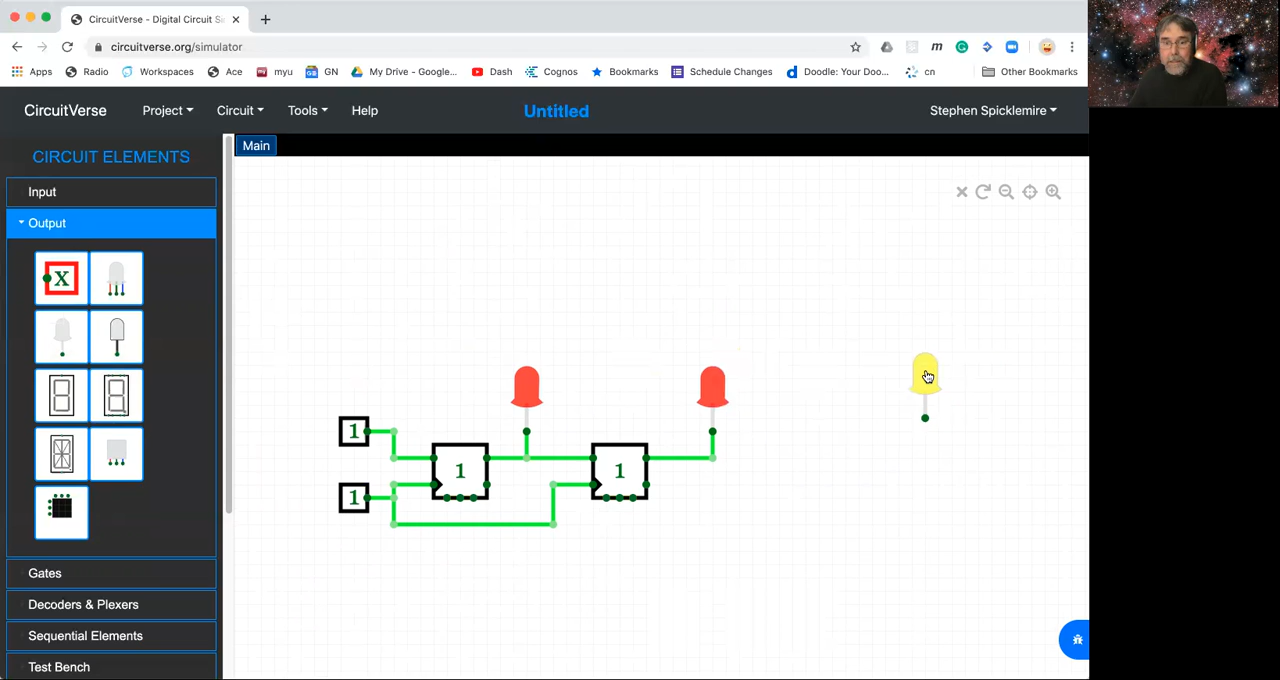 CircuitVerse - Digital Circuit S
circuitverse.org/simulator
Apps Radio Workspaces Ace myu GN My Drive - Google... Dash Cognos Bookmarks Schedule Changes Doodle: Your Doo... cn Other Bookmarks
CircuitVerse Project Circuit Tools Help Untitled Stephen Spicklemire
Main
CIRCUIT ELEMENTS
Input
Output
X
1
1
1
1
Gates
Decoders & Plexers
Sequential Elements
Test Bench